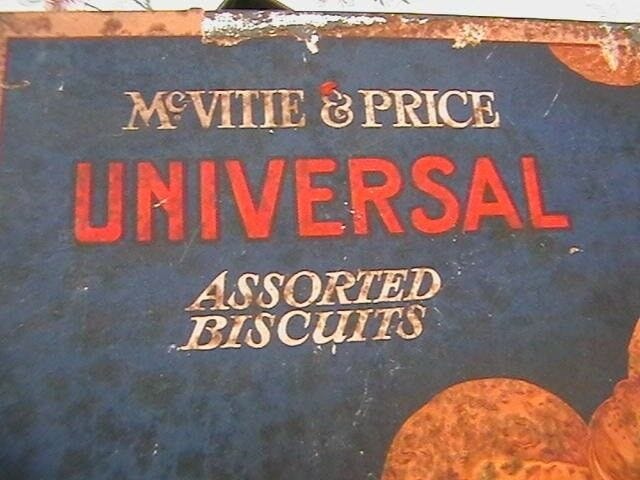 McVITIE & PRICE
UNIVERSAL
ASSORTED
BISCUITS